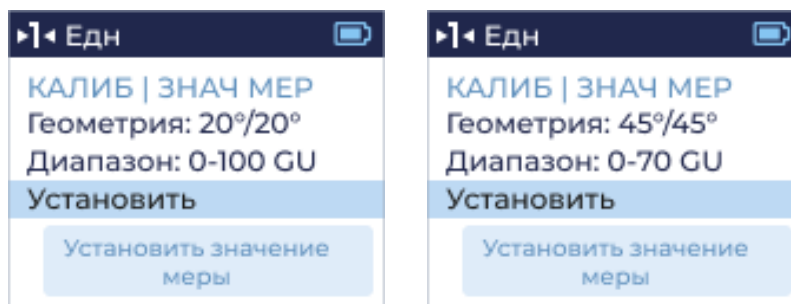 Едн
КАЛИБ | ЗНАЧ МЕР
Геометрия: 20°/20°
Диапазон: 0-100 GU
Установить
Установить значение
меры
Едн
КАЛИБ | ЗНАЧ МЕР
Геометрия: 45°/45°
Диапазон: 0-70 GU
Установить
Установить значение
меры